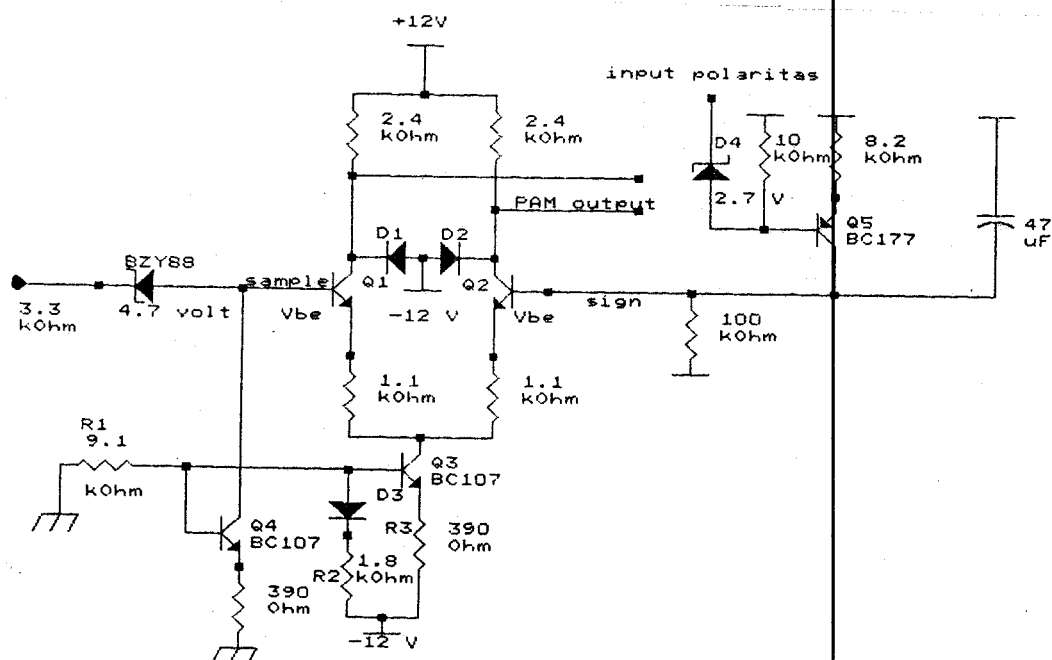 +12V
input polaritas
2.4
kOhm
2.4
kOhm
D4
10
kOhm
8.2
kOhm
2.7 V
PAM output
Q5
BC177
47
uF
D1
D2
BZY88
sample
Q1
Q2
sign
3.3
kOhm
4.7 volt
Vbe
-12 V
Vbe
100
kOhm
1.1
kOhm
1.1
kOhm
R1
9.1
kOhm
Q3
BC107
D3
Q4
BC107
R3
390
Ohm
R2
1.8
kOhm
390
Ohm
-12 V